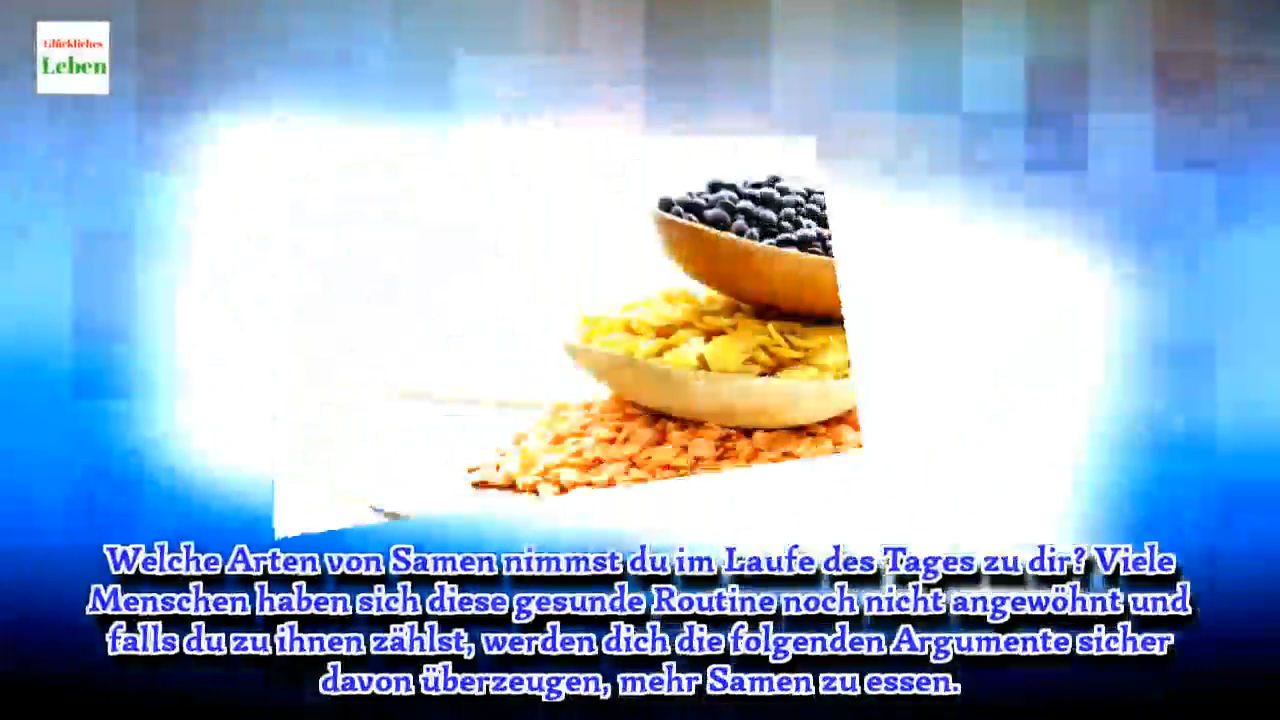 Glückliches
Leben
Welche Arten von Samen nimmst du im Laufe des Tages zu dir? Viele
Menschen haben sich diese gesunde Routine noch nicht angewöhnt und
falls du zu ihnen zählst, werden dich die folgenden Argumente sicher
davon überzeugen, mehr Samen zu essen.